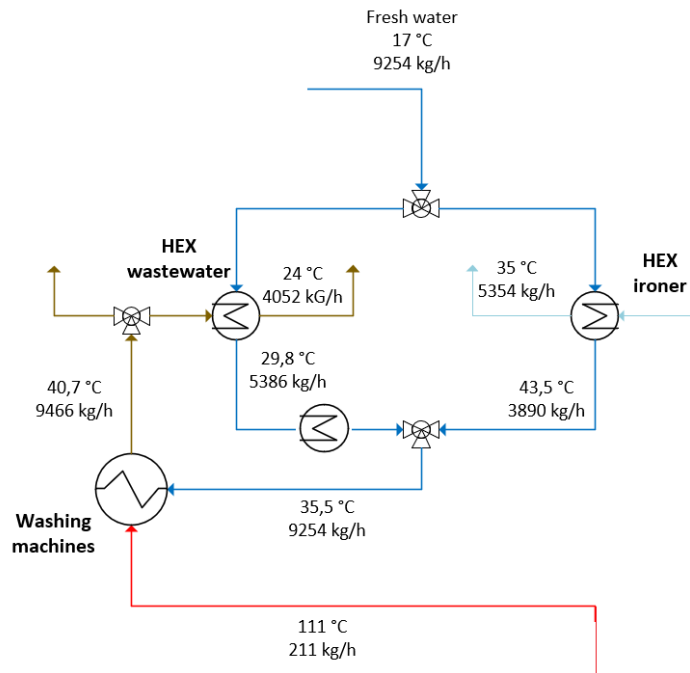 Fresh water
17 °C
9254 kg/h
HEX
wastewater
24 °C
4052 kG/h
35 °C
5354 kg/h
HEX
ironer
29,8 °C
5386 kg/h
40,7 °C
9466 kg/h
43,5 °C
3890 kg/h
35,5 °C
9254 kg/h
Washing
machines
111 °C
211 kg/h